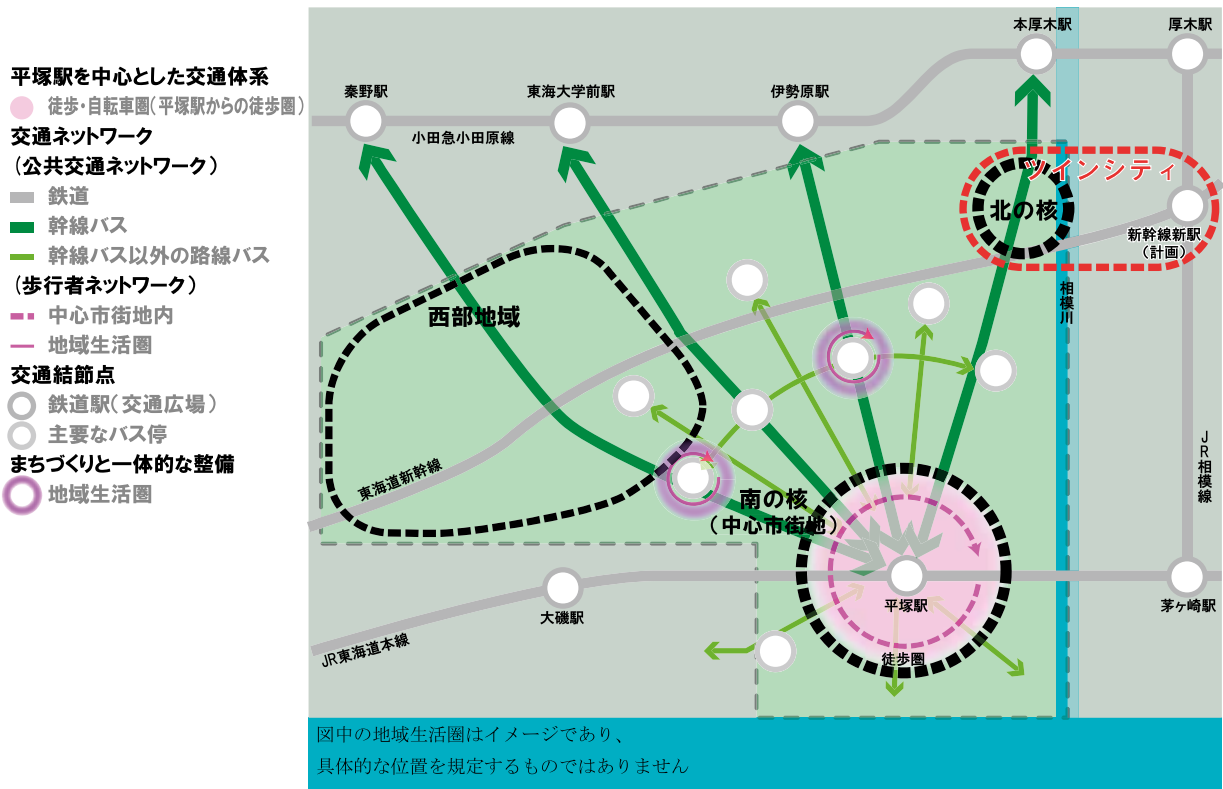 平塚駅を中心とした交通体系
徒歩・自転車圏(平塚駅からの徒歩圏)
交通ネットワーク
(公共交通ネットワーク)
鉄道
幹線バス
幹線バス以外の路線バス
(歩行者ネットワーク)
中心市街地内
地域生活圏
交通結節点
鉄道駅(交通広場)
主要なバス停
まちづくりと一体的な整備
地域生活圏
本厚木駅
厚木駅
秦野駅
東海大学前駅
伊勢原駅
小田急小田原線
ツインシティ
北の核
新幹線新駅
(計画)
相模川
西部地域
東海道新幹線
JR相模線
南の核
(中心市街地)
平塚駅
大磯駅
茅ヶ崎駅
JR東海道本線
徒歩圏
図中の地域生活圏はイメージであり、
具体的な位置を規定するものではありません